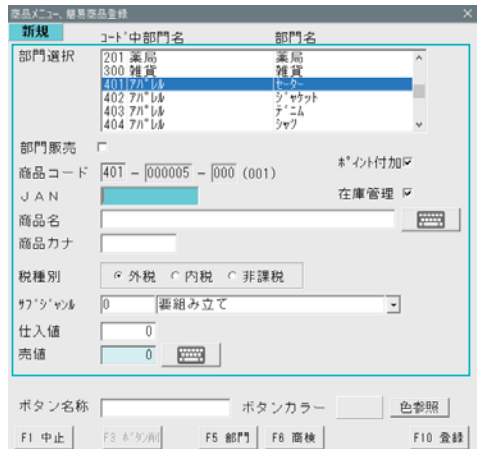 商品メニュー、簡易商品登録
新規 コード中部門名 部門名
部門選択
201 薬局 薬局
300 雑貨 雑貨
401 アパレル セーター
402 アパレル ジャケット
403 アパレル デニム
404 アパレル シャツ
部門販売
商品コード 401 - 000005 - 000 (001) ポイント付加
JAN 在庫管理
商品名
商品カナ
税種別 外税 内税 非課税
サブジャンル 0 要組み立て
仕入値 0
売値 0
ボタン名称 ボタンカラー 色参照
F1 中止 F3 ボタン削 F5 部門 F6 商検 F10 登録